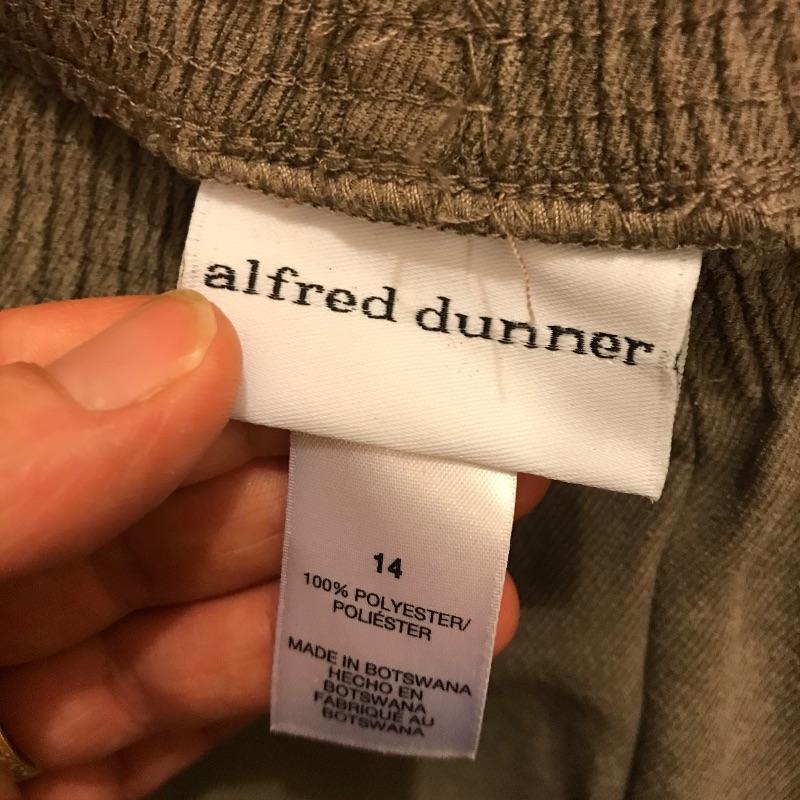 alfred dunner
14
100% POLYESTER/
POLIÉSTER
MADE IN BOTSWANA
HECHO EN
BOTSWANA
FABRIQUÉ AU
BOTSWANA